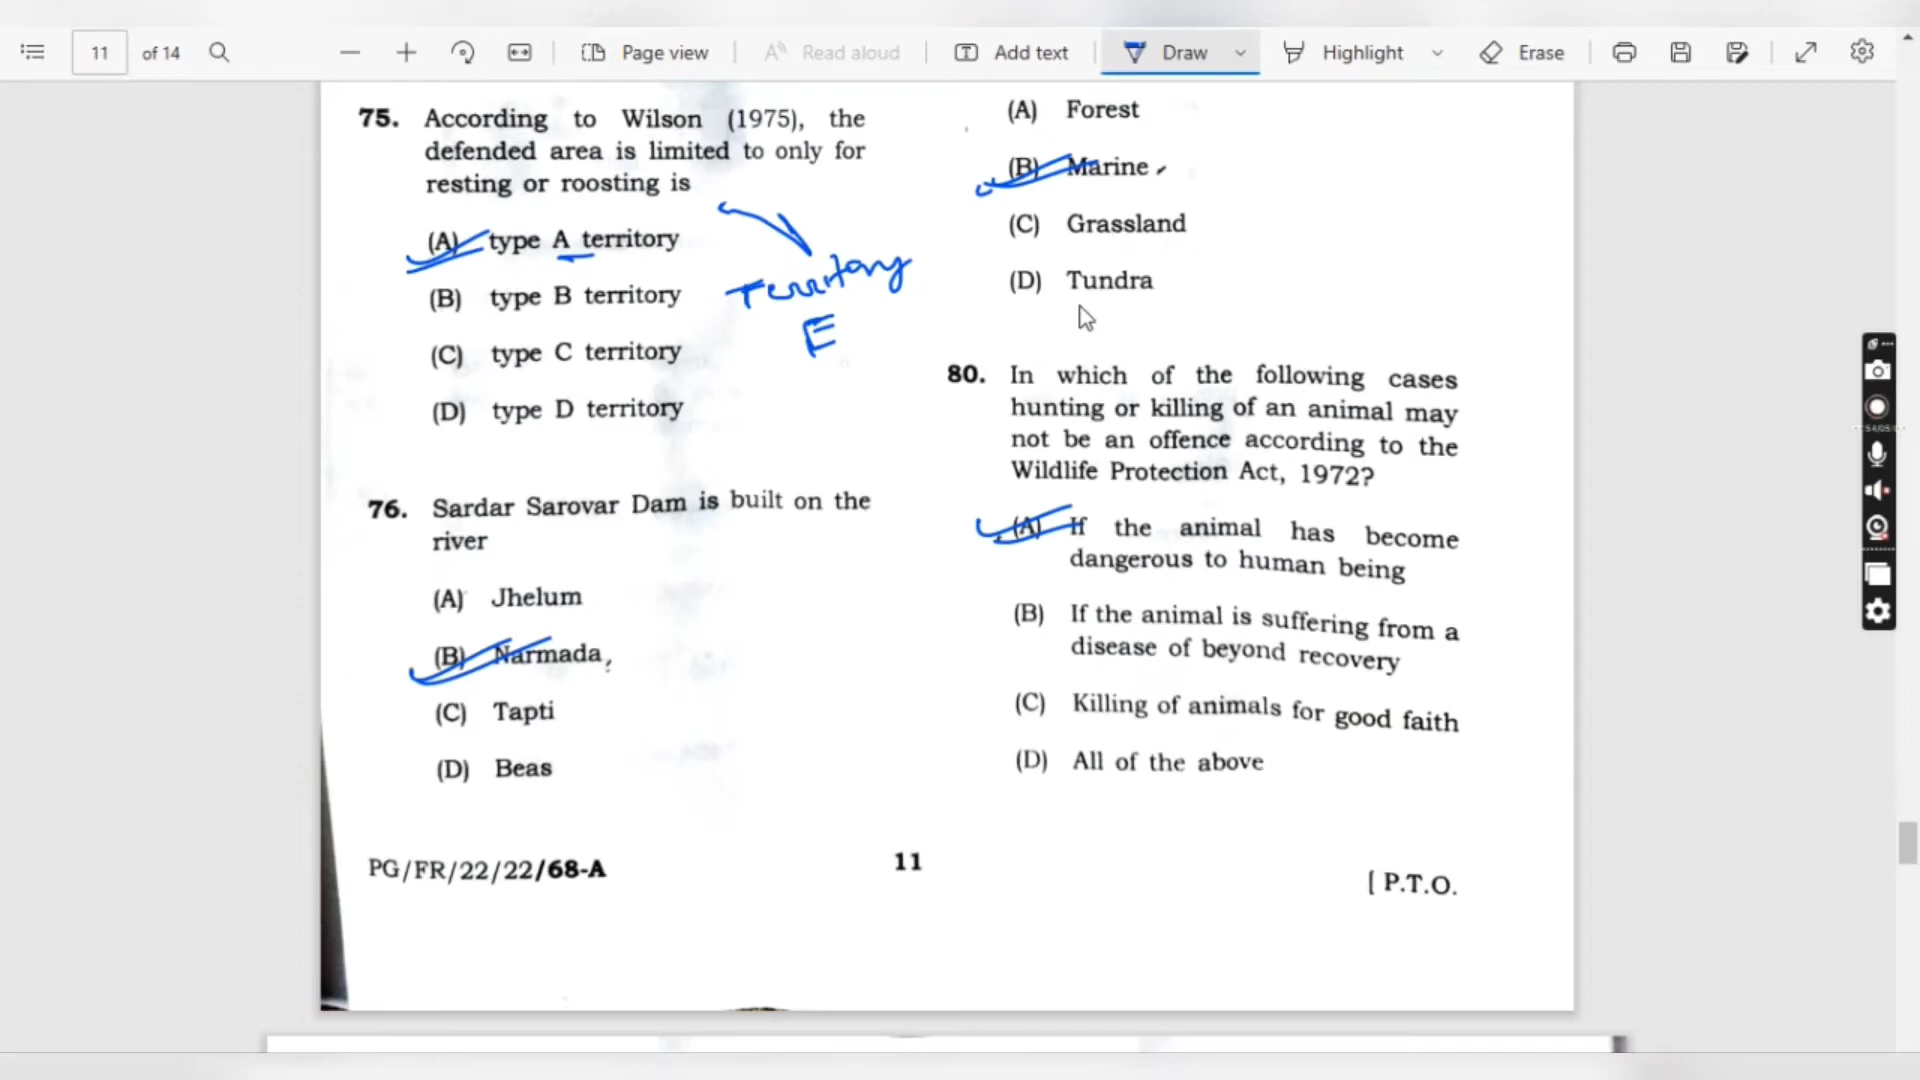 11 of 14
Page view
Read aloud
Add text
Draw
Highlight
Erase
75. According to Wilson (1975), the
defended area is limited to only for
resting or roosting is
(A) type A territory
(B) type B territory
(C) type C territory
(D) type D territory
Territory
E
76. Sardar Sarovar Dam is built on the
river
(A) Jhelum
(B) Narmada
(C) Tapti
(D) Beas
(A) Forest
(B) Marine
(C) Grassland
(D) Tundra
80. In which of the following cases
hunting or killing of an animal may
not be an offence according to the
Wildlife Protection Act, 1972?
(A) If the animal has become
dangerous to human being
(B) If the animal is suffering from a
disease of beyond recovery
(C) Killing of animals for good faith
(D) All of the above
PG/FR/22/22/68-A
11
[ P.T.O.